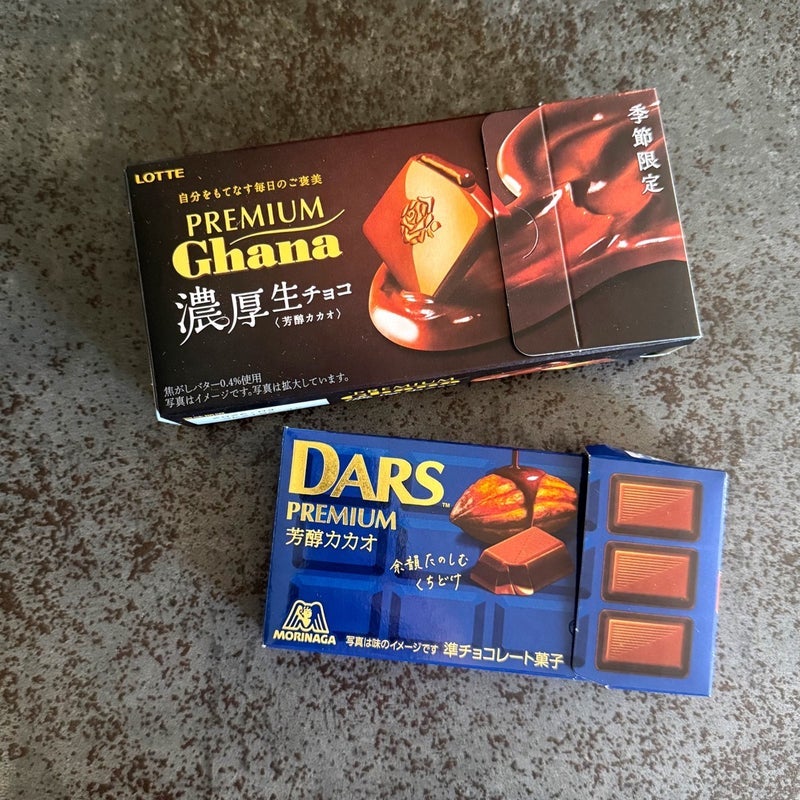 LOTTE
自分をもてなす毎日のご褒美
PREMIUM
Ghana
濃厚生チョコ
〈芳醇カカオ〉
季節限定
焦がしバター0.4%使用
写真はイメージです。写真は拡大しています。
PREMIUM
DARS™
PREMIUM
芳醇カカオ
余韻たのしむ
くちどけ
MORINAGA
写真は味のイメージです 準チョコレート菓子